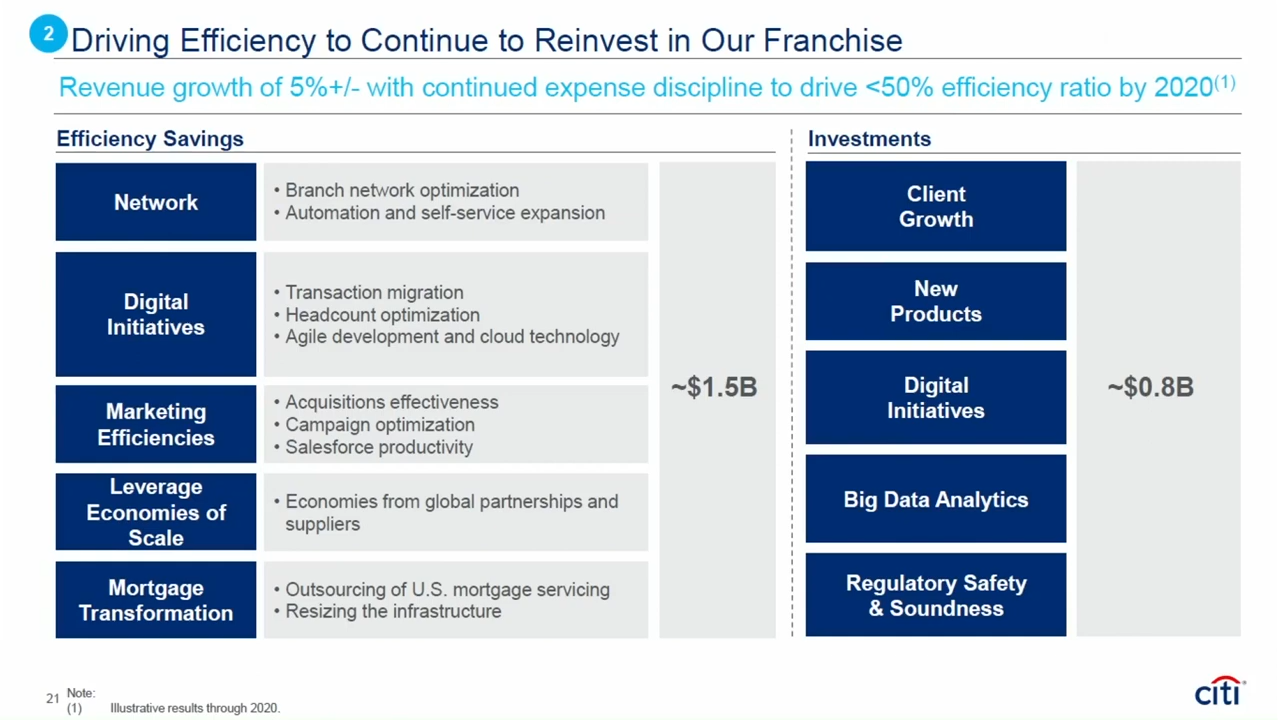 2
Driving Efficiency to Continue to Reinvest in Our Franchise
Revenue growth of 5%+/- with continued expense discipline to drive <50% efficiency ratio by 2020(1)
Efficiency Savings
Network
• Branch network optimization
• Automation and self-service expansion
Digital
Initiatives
• Transaction migration
• Headcount optimization
• Agile development and cloud technology
Marketing
Efficiencies
• Acquisitions effectiveness
• Campaign optimization
• Salesforce productivity
Leverage
Economies of
Scale
• Economies from global partnerships and
suppliers
Mortgage
Transformation
• Outsourcing of U.S. mortgage servicing
• Resizing the infrastructure
~$1.5B
Investments
Client
Growth
New
Products
Digital
Initiatives
Big Data Analytics
Regulatory Safety
& Soundness
~$0.8B
21
Note:
(1) Illustrative results through 2020.
citi®